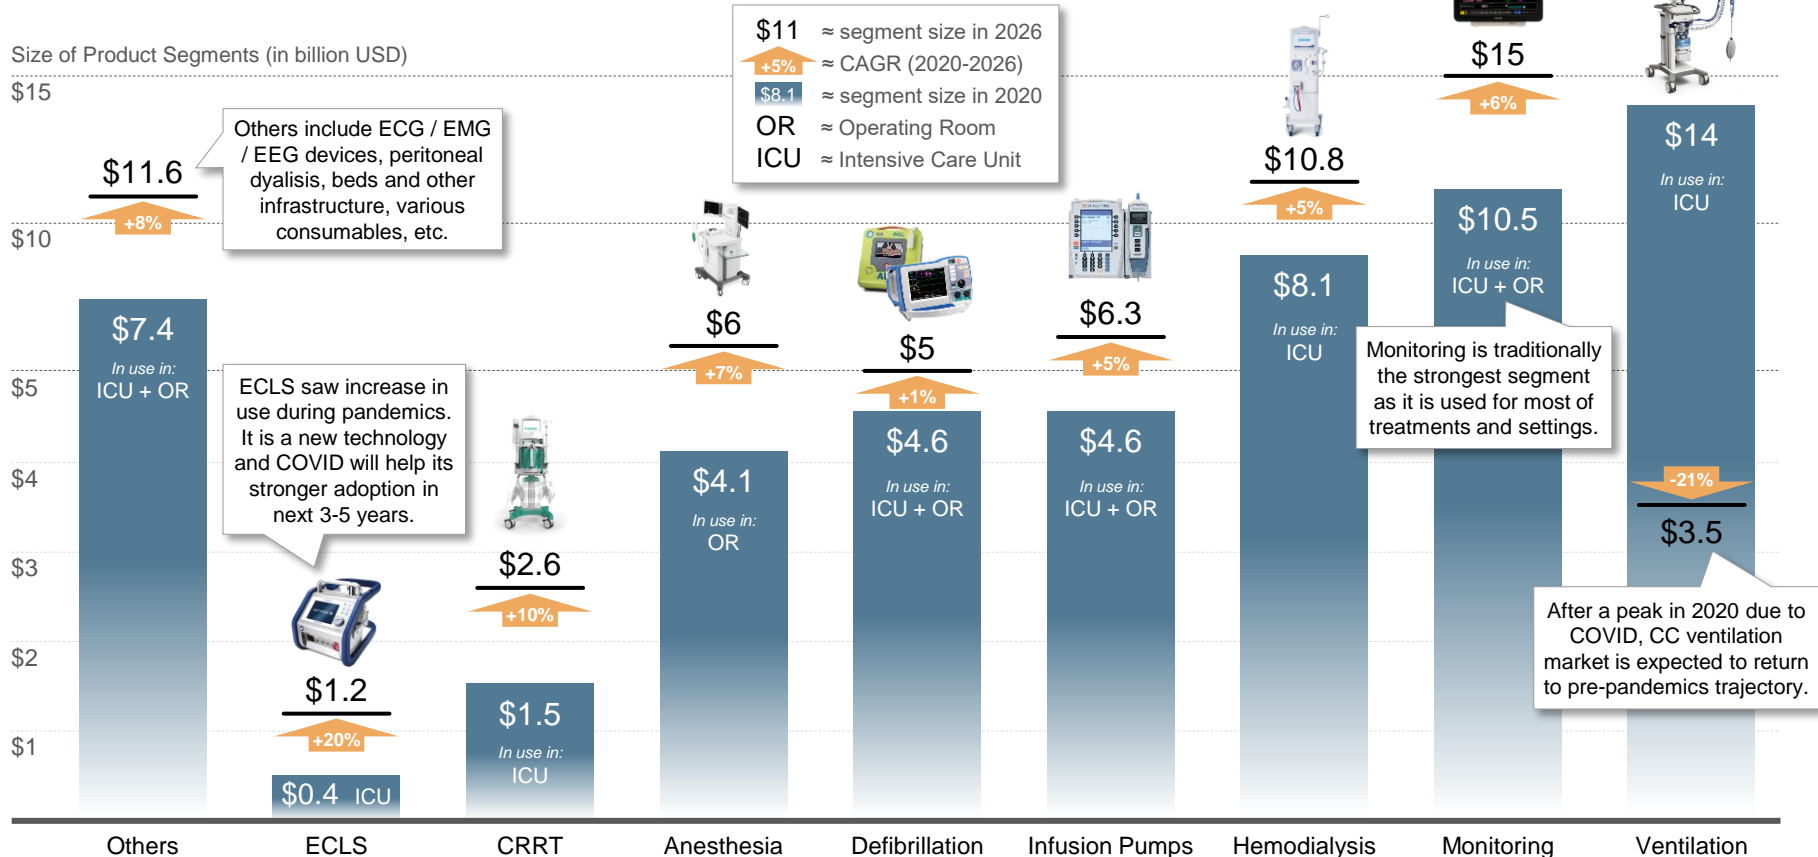 Size of Product Segments (in billion USD)
$11 ≈ segment size in 2026
+5% ≈ CAGR (2020-2026)
$8.1 ≈ segment size in 2020
OR ≈ Operating Room
ICU ≈ Intensive Care Unit
$15
$10
$5
$4
$3
$2
$1
$11.6
+8%
Others include ECG / EMG
/ EEG devices, peritoneal
dyalisis, beds and other
infrastructure, various
consumables, etc.
$7.4
In use in:
ICU + OR
ECLS saw increase in
use during pandemics.
It is a new technology
and COVID will help its
stronger adoption in
next 3-5 years.
$1.2
+20%
$0.4 ICU
$2.6
+10%
$1.5
In use in:
ICU
$6
+7%
$4.1
In use in:
OR
$5
+1%
$4.6
In use in:
ICU + OR
$6.3
+5%
$4.6
In use in:
ICU + OR
$10.8
+5%
$8.1
In use in:
ICU
$15
+6%
$10.5
In use in:
ICU + OR
Monitoring is traditionally
the strongest segment
as it is used for most of
treatments and settings.
$14
In use in:
ICU
-21%
$3.5
After a peak in 2020 due to
COVID, CC ventilation
market is expected to return
to pre-pandemics trajectory.
Others
ECLS
CRRT
Anesthesia
Defibrillation
Infusion Pumps
Hemodialysis
Monitoring
Ventilation